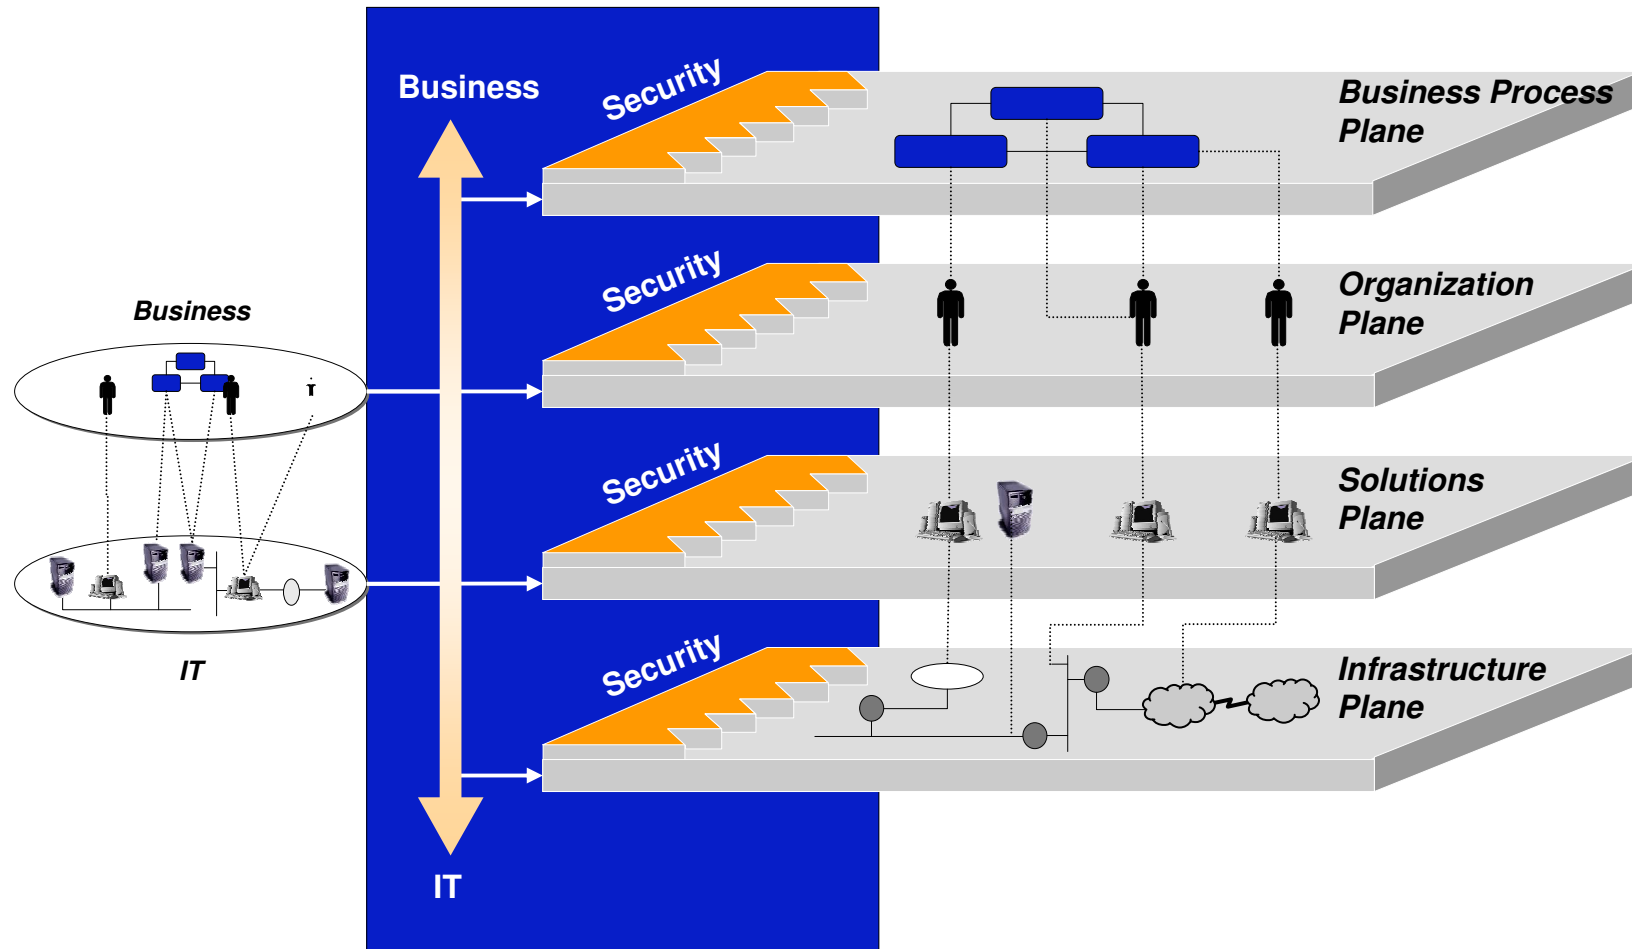 Business
Security
Business Process
Plane
Security
Organization
Plane
Business
Security
Solutions
Plane
IT
Security
Infrastructure
Plane
IT